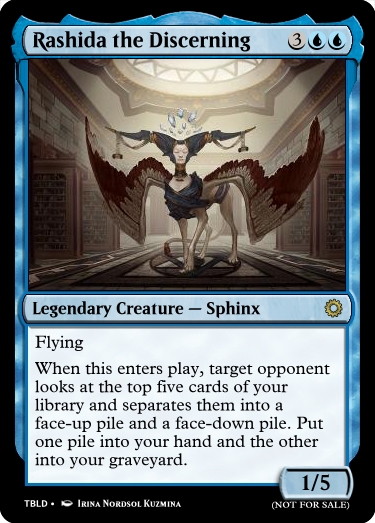 Rashida the Discerning 3
Legendary Creature — Sphinx
Flying
When this enters play, target opponent
looks at the top five cards of your
library and separates them into a
face-up pile and a face-down pile. Put
one pile into your hand and the other
into your graveyard.
1/5
TBLD • Irina Nordsol Kuzmina
(NOT FOR SALE)